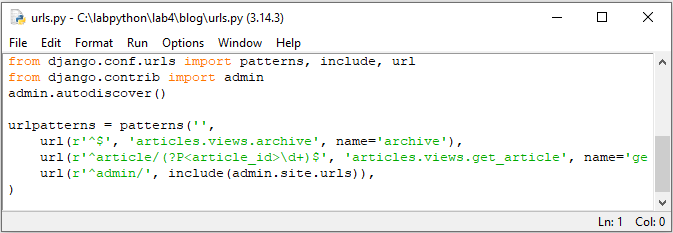 urls.py - C:\labpython\lab4\blog\urls.py (3.14.3)
File Edit Format Run Options Window Help
from django.conf.urls import patterns, include, url
from django.contrib import admin
admin.autodiscover()
urlpatterns = patterns('',
    url(r'^$', 'articles.views.archive', name='archive'),
    url(r'^article/(?P<article_id>\d+)$', 'articles.views.get_article', name='ge
    url(r'^admin/', include(admin.site.urls)),
)
Ln: 1 Col: 0